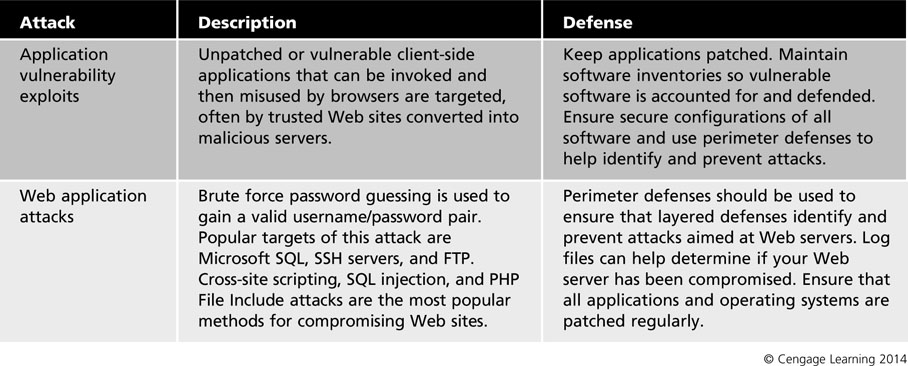 Attack Description Defense
Application
vulnerability
exploits
Unpatched or vulnerable client-side
applications that can be invoked and
then misused by browsers are targeted,
often by trusted Web sites converted into
malicious servers.
Keep applications patched. Maintain
software inventories so vulnerable
software is accounted for and defended.
Ensure secure configurations of all
software and use perimeter defenses to
help identify and prevent attacks.
Web application
attacks
Brute force password guessing is used to
gain a valid username/password pair.
Popular targets of this attack are
Microsoft SQL, SSH servers, and FTP.
Cross-site scripting, SQL injection, and PHP
File Include attacks are the most popular
methods for compromising Web sites.
Perimeter defenses should be used to
ensure that layered defenses identify and
prevent attacks aimed at Web servers. Log
files can help determine if your Web
server has been compromised. Ensure that
all applications and operating systems are
patched regularly.
© Cengage Learning 2014